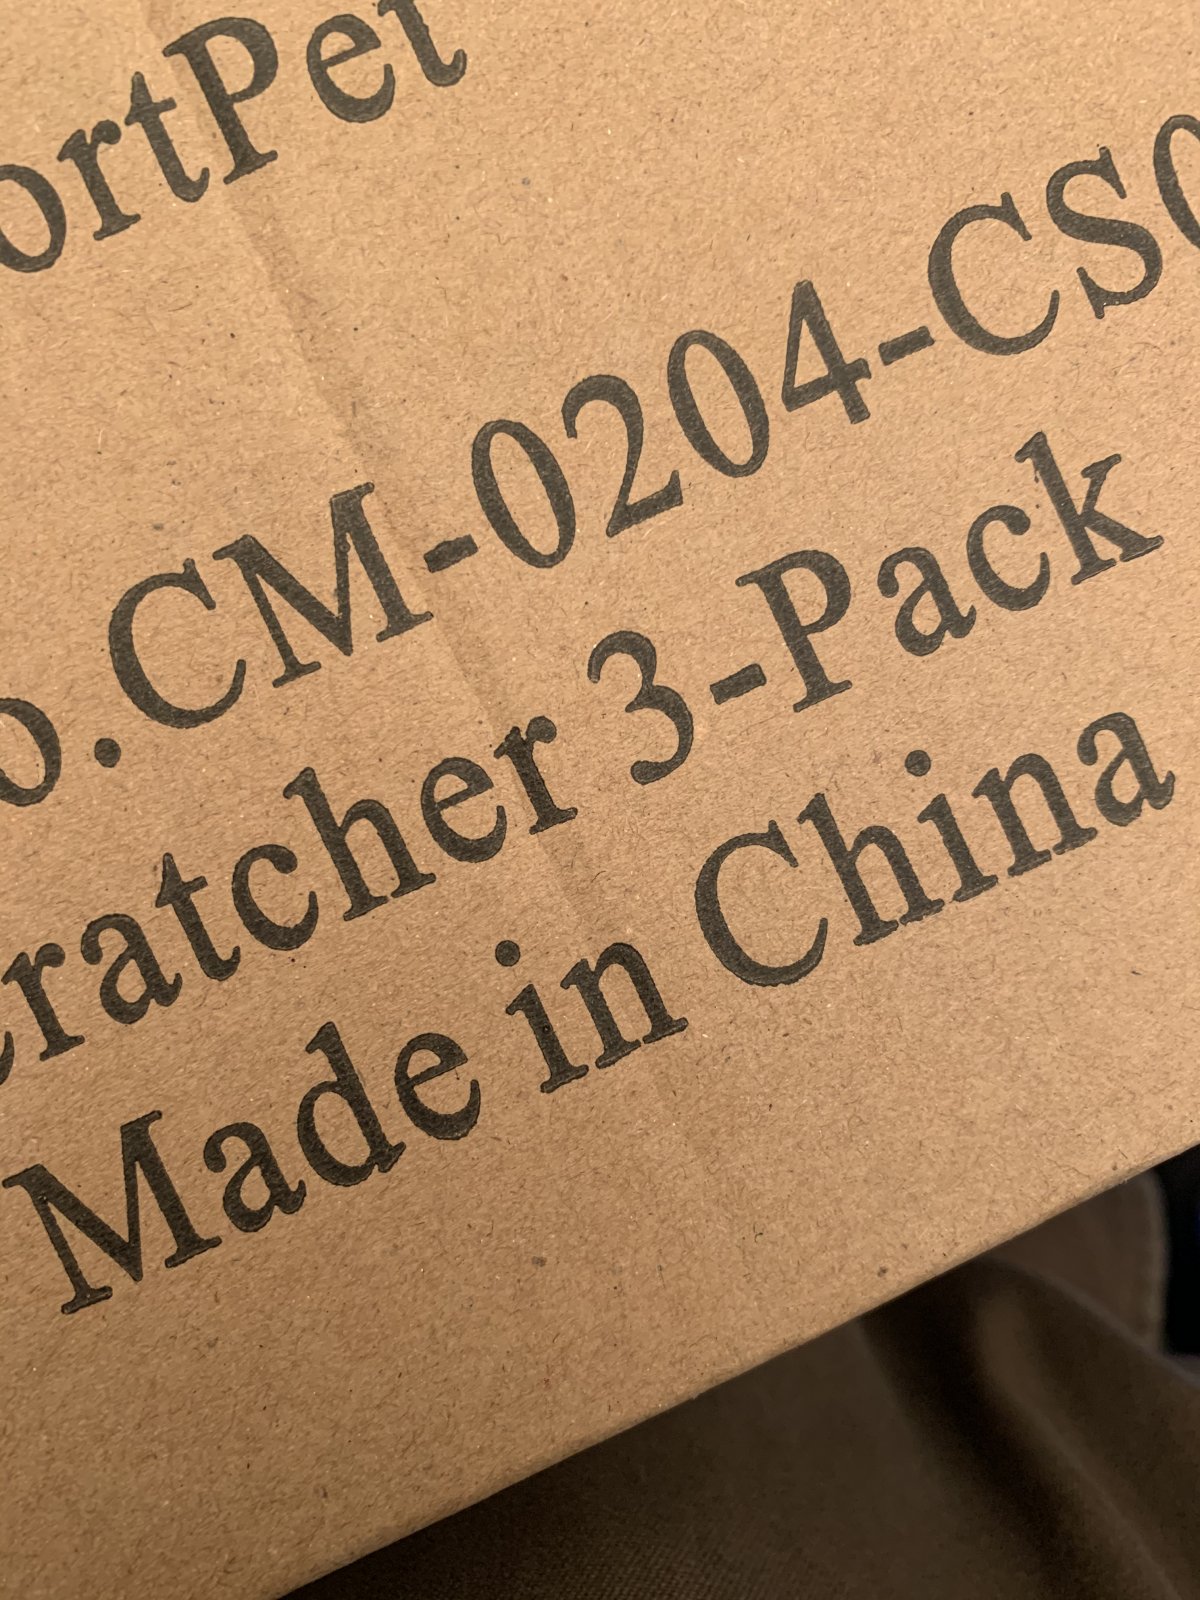 ortPet
o.CM-0204-CS0
cratcher 3-Pack
Made in China